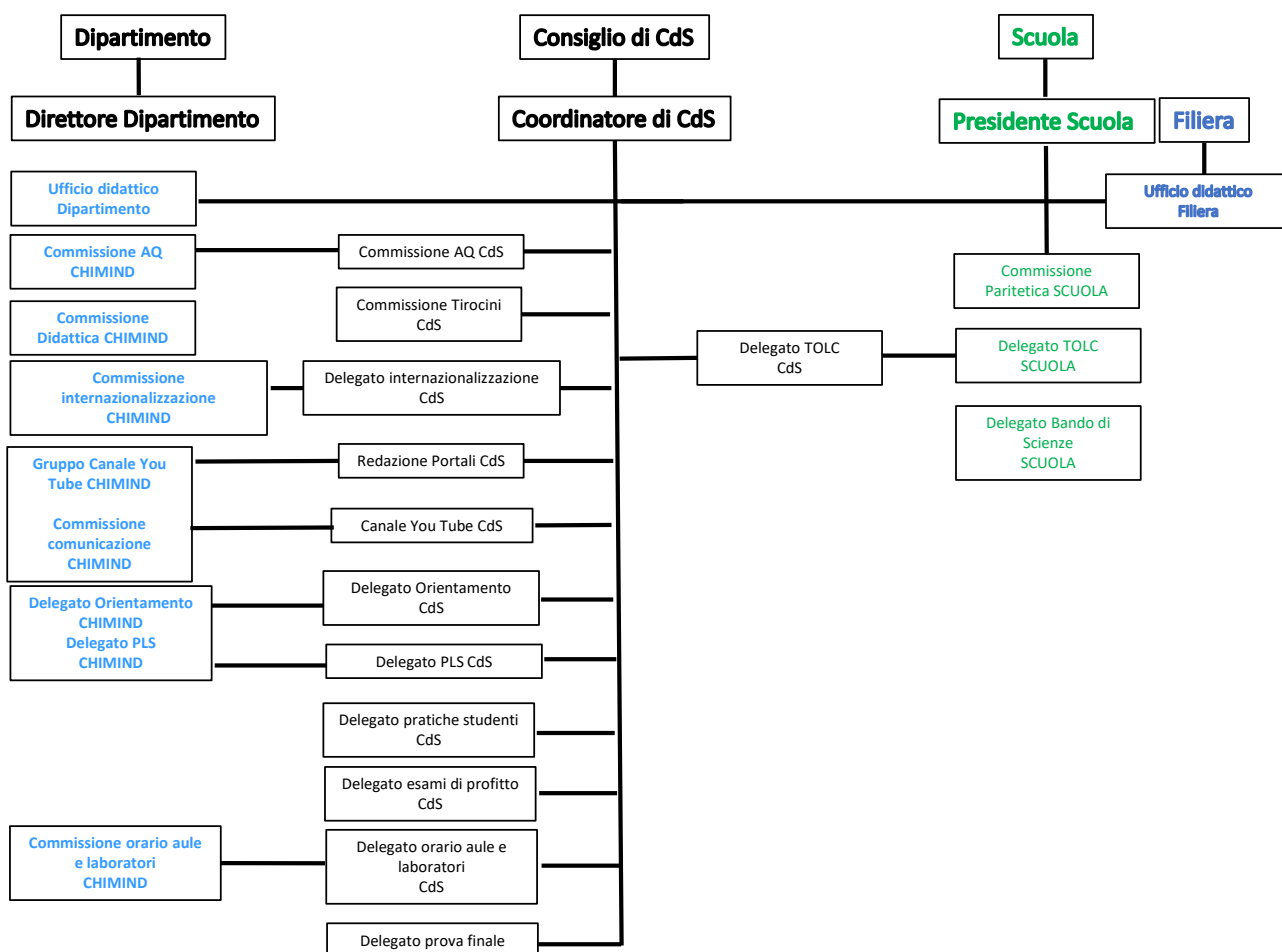 Dipartimento
Consiglio di CdS
Scuola
Direttore Dipartimento
Coordinatore di CdS
Presidente Scuola
Filiera
Ufficio didattico
Dipartimento
Ufficio didattico
Filiera
Commissione AQ
CHIMIND
Commissione AQ CdS
Commissione
Paritetica SCUOLA
Commissione
Didattica CHIMIND
Commissione Tirocini
CdS
Delegato TOLC
CdS
Delegato TOLC
SCUOLA
Commissione
internazionalizzazione
CHIMIND
Delegato internazionalizzazione
CdS
Delegato Bando di
Scienze
SCUOLA
Gruppo Canale You
Tube CHIMIND
Redazione Portali CdS
Commissione
comunicazione
CHIMIND
Canale You Tube CdS
Delegato Orientamento
CHIMIND
Delegato PLS
CHIMIND
Delegato Orientamento
CdS
Delegato PLS CdS
Delegato pratiche studenti
CdS
Delegato esami di profitto
CdS
Commissione orario aule
e laboratori
CHIMIND
Delegato orario aule e
laboratori
CdS
Delegato prova finale